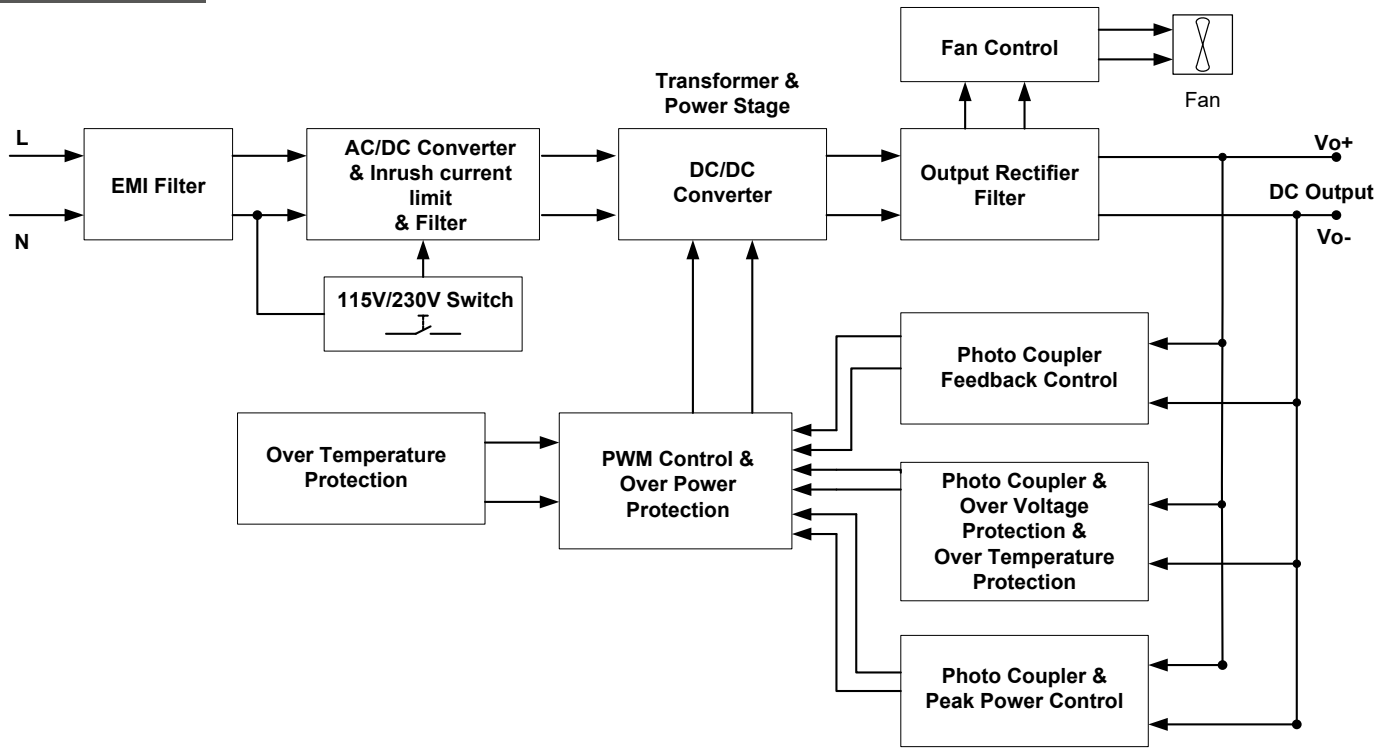 Fan Control
Fan
Transformer &
Power Stage
L
N
EMI Filter
AC/DC Converter
& Inrush current
limit
& Filter
DC/DC
Converter
Output Rectifier
Filter
Vo+
DC Output
Vo-
115V/230V Switch
Photo Coupler
Feedback Control
Over Temperature
Protection
PWM Control &
Over Power
Protection
Photo Coupler &
Over Voltage
Protection &
Over Temperature
Protection
Photo Coupler &
Peak Power Control